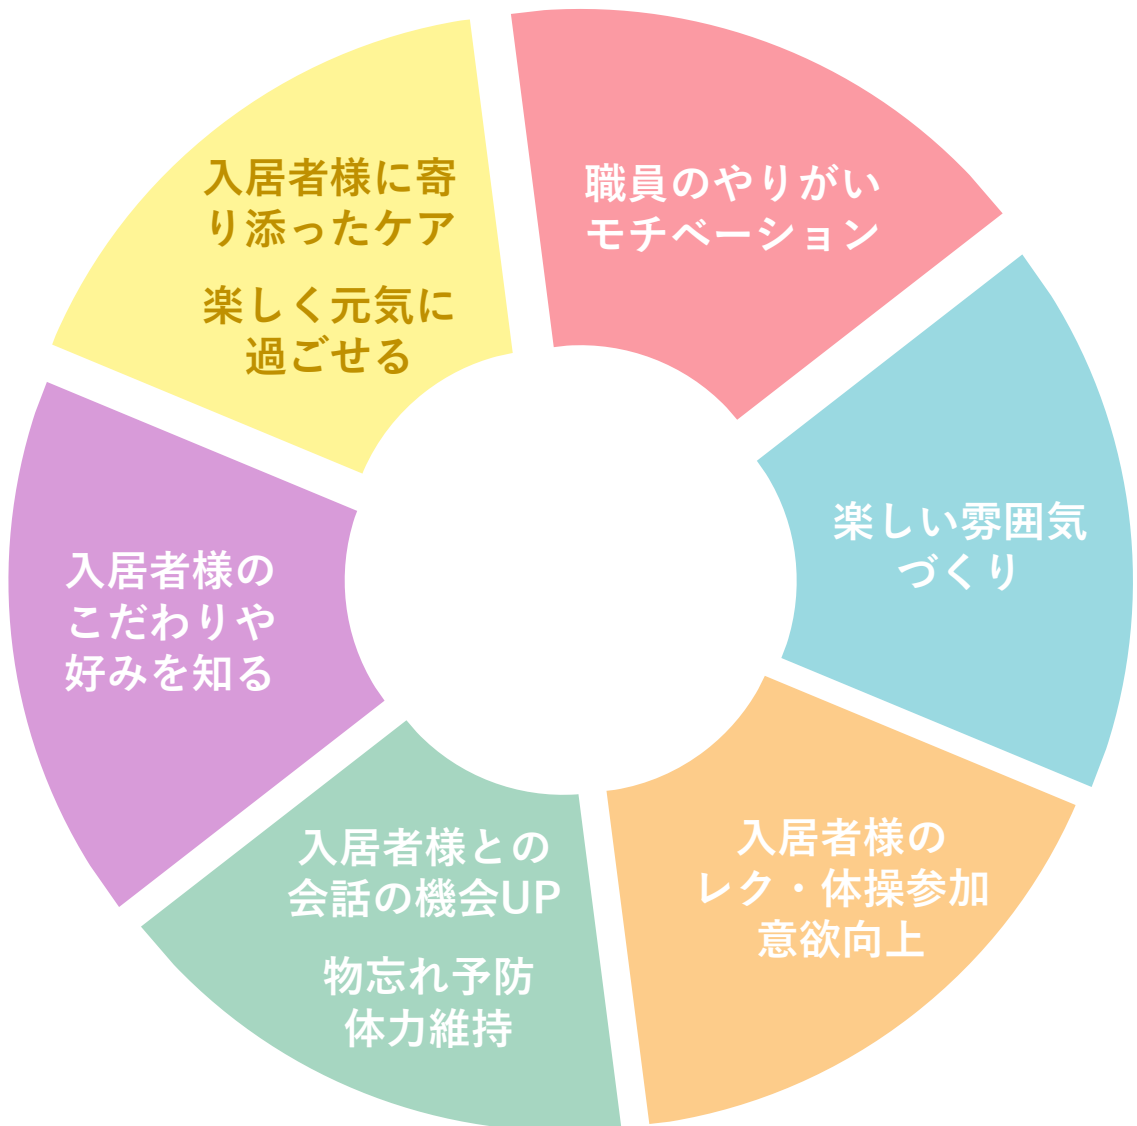 職員のやりがい
モチベーション
楽しい雰囲気
づくり
入居者様の
レク・体操参加
意欲向上
入居者様との
会話の機会UP
物忘れ予防
体力維持
入居者様の
こだわりや
好みを知る
入居者様に寄
り添ったケア
楽しく元気に
過ごせる